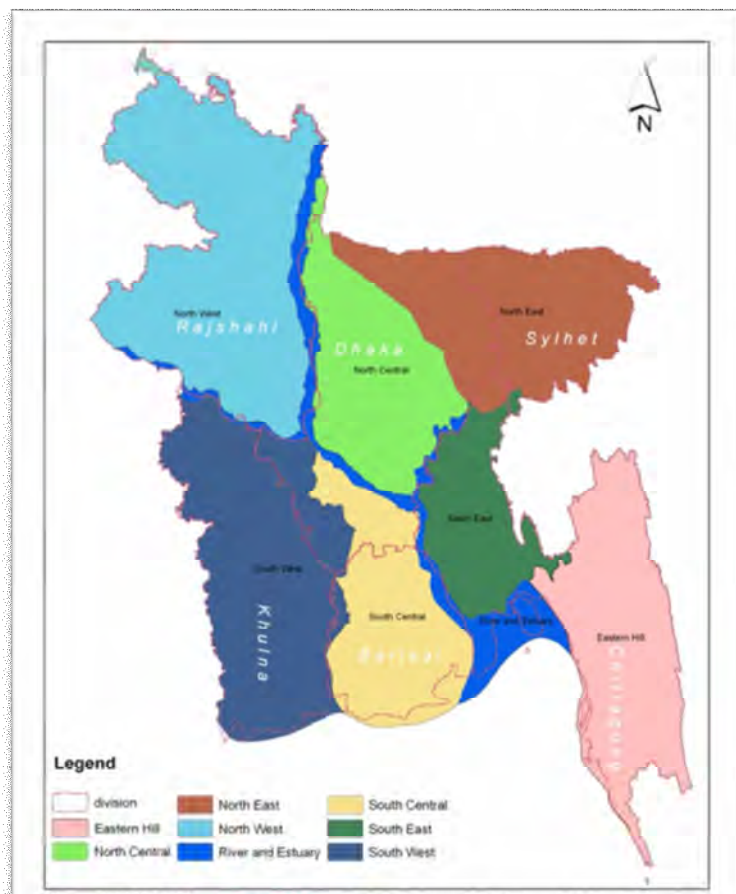 N
North West
Rajshahi
Dhaka
North Central
North East
Sylhet
South East
South West
Khulna
South Central
Barisal
River and Estuary
Eastern Hill
Chittagong
Legend
division
North East
South Central
Eastern Hill
North West
South East
North Central
River and Estuary
South West